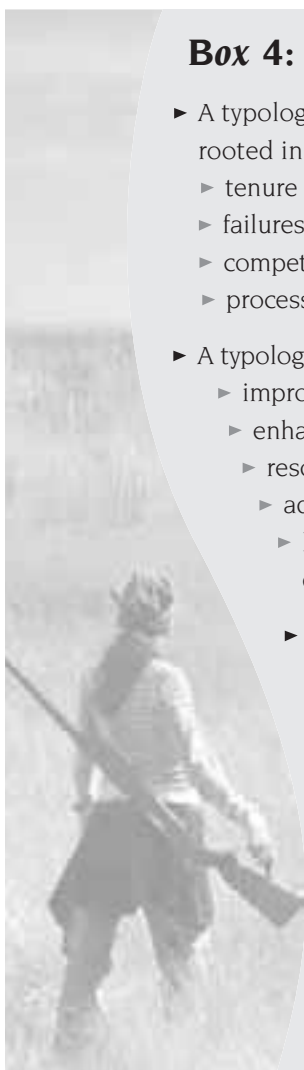 Box 4:
► A typolog
rooted in
► tenure
► failures
► compet
► process
► A typolog
► impro
► enha
► reso
► ac
►
►